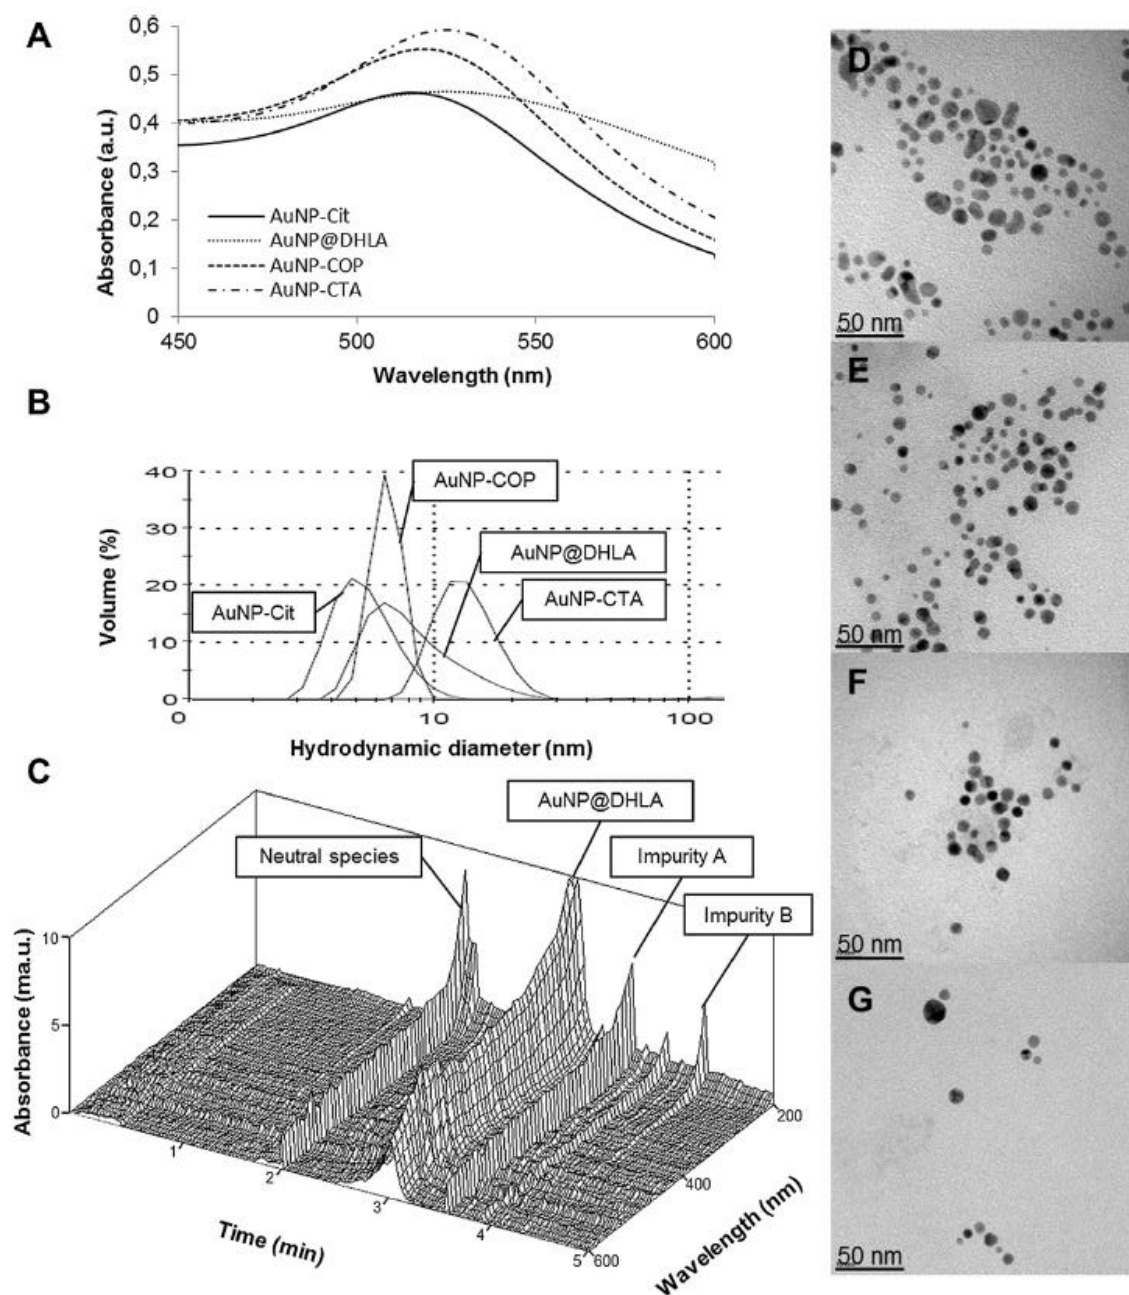 A
0,6
0,5
0,4
0,3
0,2
0,1
0
Absorbance (a.u.)
AuNP-Cit
AuNP@DHLA
AuNP-COP
AuNP-CTA
450
500
550
600
Wavelength (nm)
B
40
30
20
10
0
Volume (%)
AuNP-COP
AuNP@DHLA
AuNP-CTA
AuNP-Cit
0
10
100
Hydrodynamic diameter (nm)
C
AuNP@DHLA
Neutral species
Impurity A
Impurity B
10
5
0
Absorbance (ma.u.)
1
2
3
4
5
Time (min)
600
400
200
Wavelength (nm)
D
50 nm
E
50 nm
F
50 nm
G
50 nm